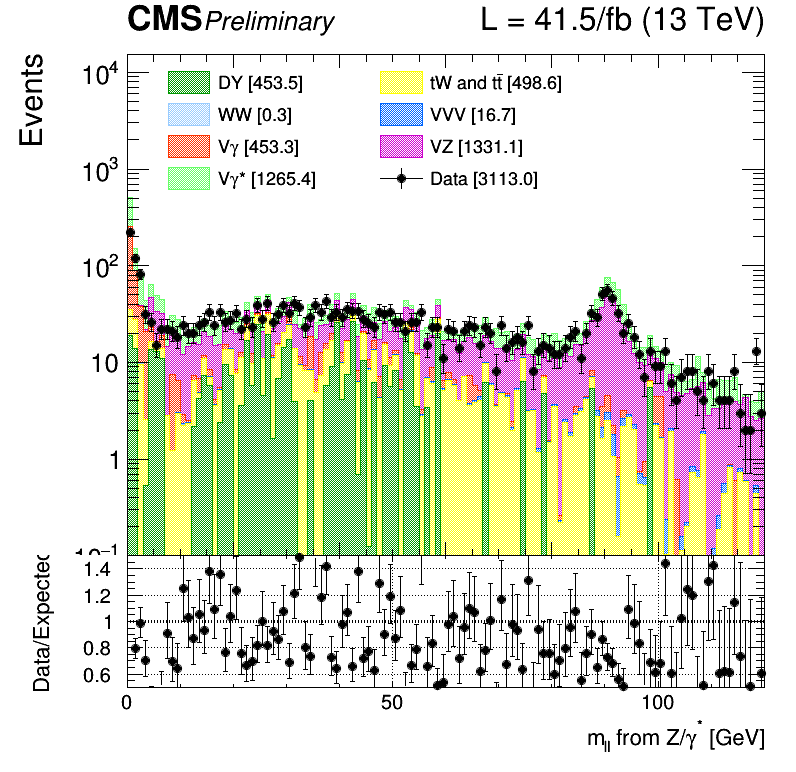 CMS Preliminary L = 41.5/fb (13 TeV)
Events
10⁴
10³
10²
10
1
10⁻¹
DY [453.5]
WW [0.3]
Vγ [453.3]
Vγ* [1265.4]
tW and tt̄ [498.6]
VVV [16.7]
VZ [1331.1]
Data [3113.0]
Data/Expected
1.4
1.2
1
0.8
0.6
0 50 100
m_ll from Z/γ* [GeV]